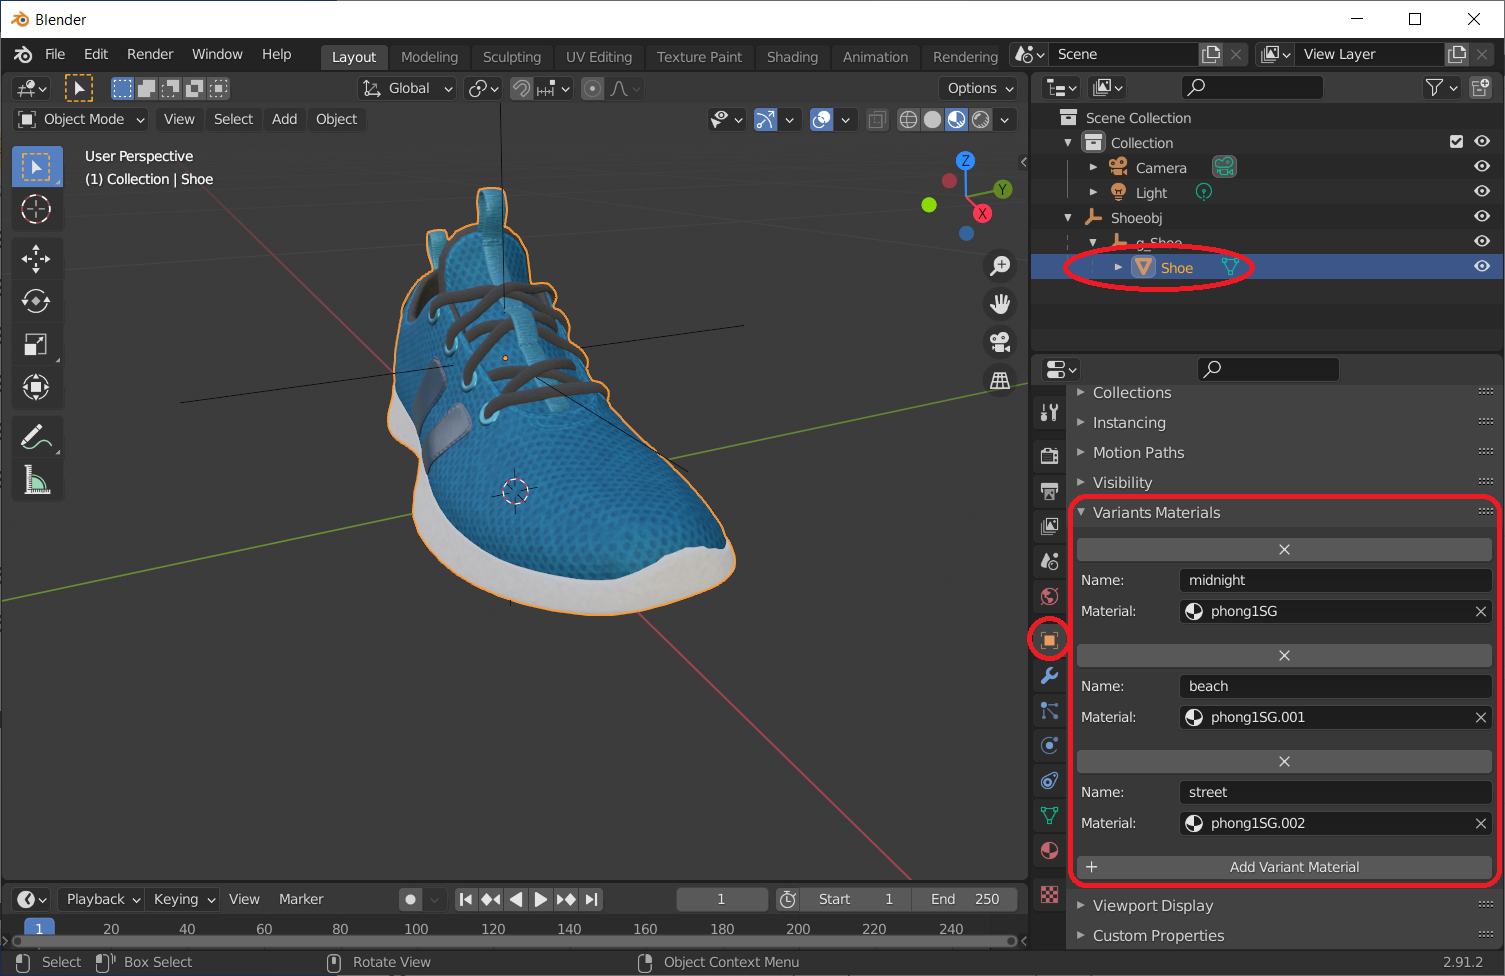 Blender
File Edit Render Window Help Layout Modeling Sculpting UV Editing Texture Paint Shading Animation Rendering Scene View Layer
Global Options
Object Mode View Select Add Object
User Perspective
(1) Collection | Shoe
Z
Y
X
Scene Collection
Collection
Camera
Light
Shoeobj
g_Shoe
Shoe
Collections
Instancing
Motion Paths
Visibility
Variants Materials
Name: midnight
Material: phong1SG
Name: beach
Material: phong1SG.001
Name: street
Material: phong1SG.002
Add Variant Material
Viewport Display
Custom Properties
Playback Keying View Marker 1 Start 1 End 250
1 20 40 60 80 100 120 140 160 180 200 220 240
Select Box Select Rotate View Object Context Menu 2.91.2